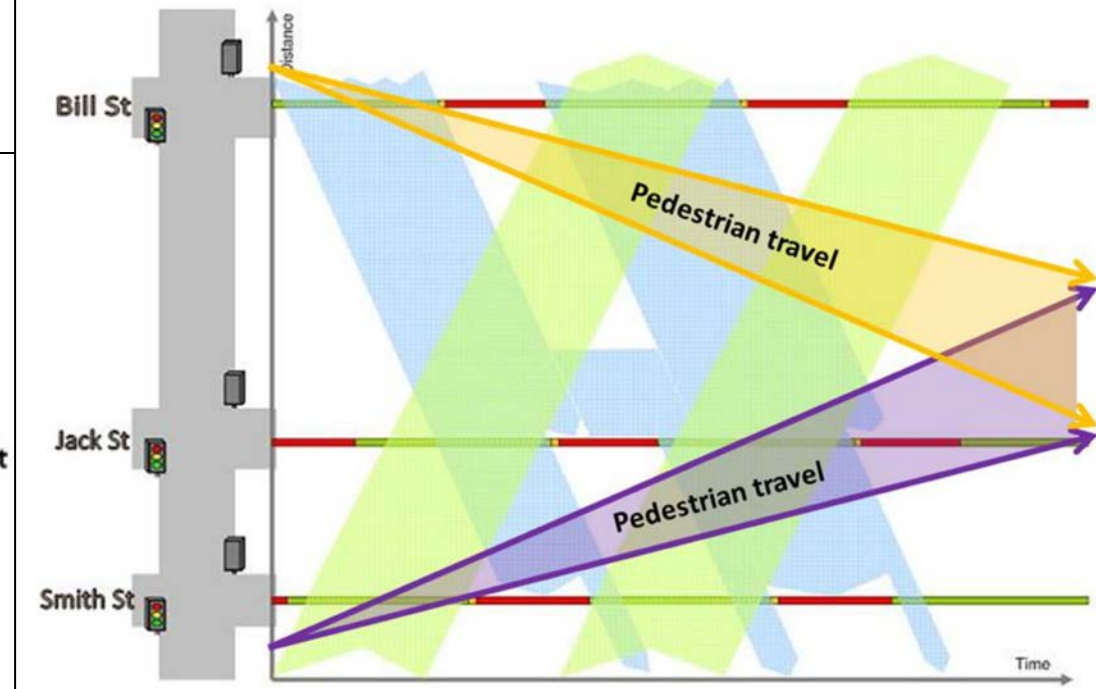 Distance
Bill St
Pedestrian travel
Jack St
t
Pedestrian travel
Smith St
Time